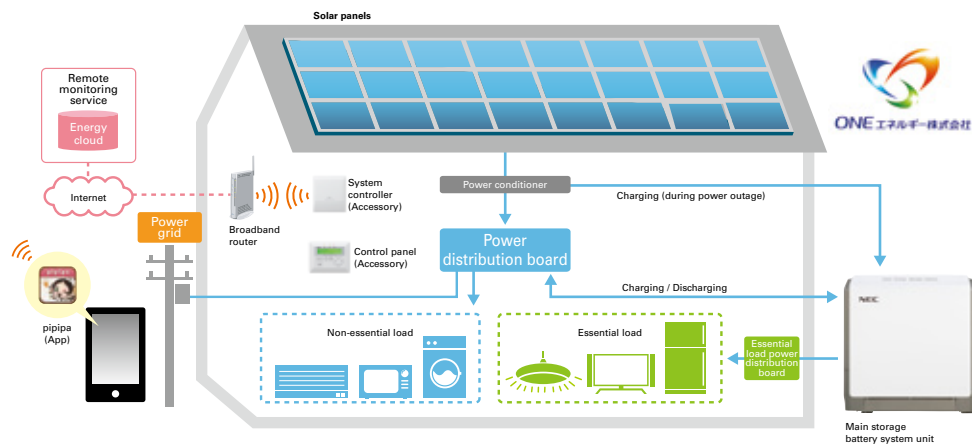 Solar panels
Remote
monitoring
service
Energy
cloud
Internet
Broadband
router
System
controller
(Accessory)
Power conditioner
Charging (during power outage)
ONEエネルギー株式会社
Power
grid
Control panel
(Accessory)
Power
distribution board
Charging / Discharging
pipipa
(App)
Non-essential load
Essential load
Essential
load power
distribution
board
NEC
Main storage
battery system unit